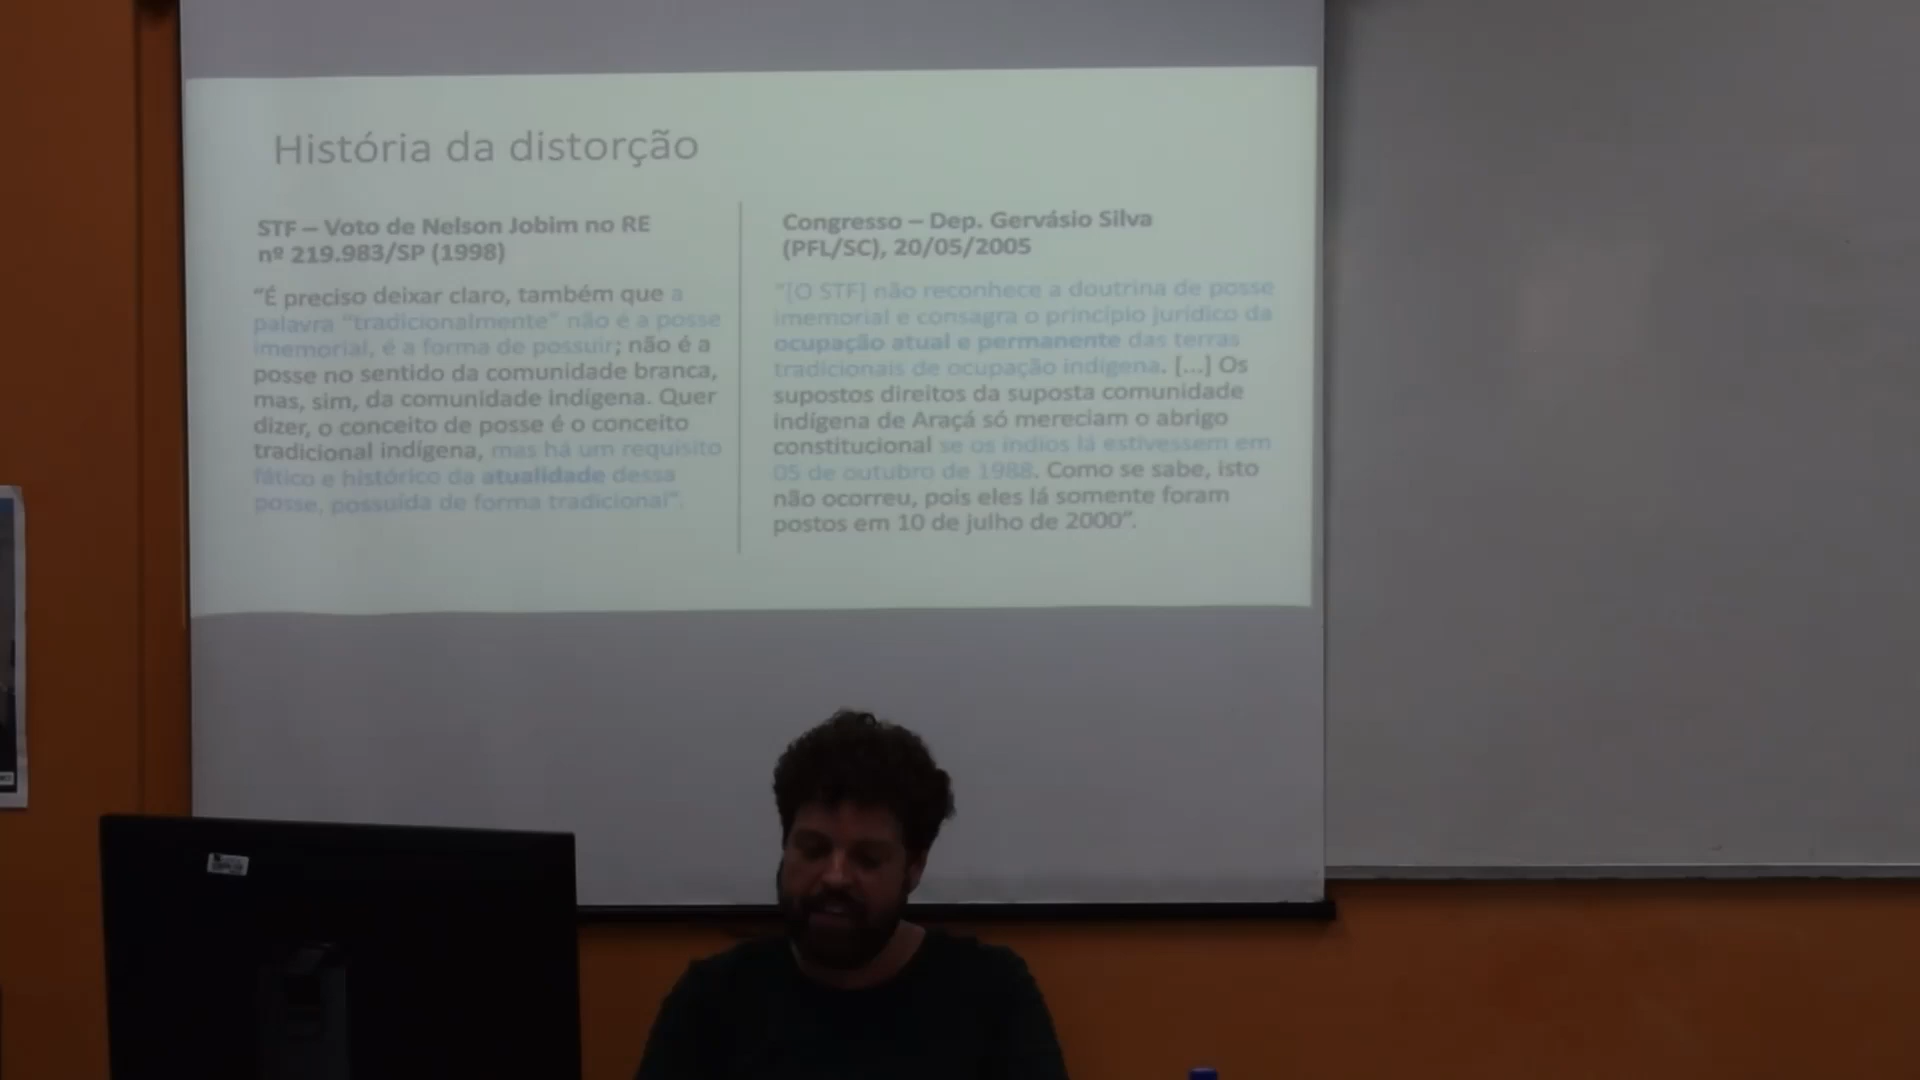 História da distorção
STF – Voto de Nelson Jobim no RE
nº 219.983/SP (1998)
“É preciso deixar claro, também que a
palavra “tradicionalmente” não é a posse
imemorial, é a forma de possuir; não é a
posse no sentido da comunidade branca,
mas, sim, da comunidade indígena. Quer
dizer, o conceito de posse é o conceito
tradicional indígena, mas há um requisito
fático e histórico da atualidade dessa
posse, possuída de forma tradicional”.
Congresso – Dep. Gervásio Silva
(PFL/SC), 20/05/2005
“[O STF] não reconhece a doutrina de posse
imemorial e consagra o princípio jurídico da
ocupação atual e permanente das terras
tradicionais de ocupação indígena. [...] Os
supostos direitos da suposta comunidade
indígena de Araçá só mereciam o abrigo
constitucional se os índios lá estivessem em
05 de outubro de 1988. Como se sabe, isto
não ocorreu, pois eles lá somente foram
postos em 10 de julho de 2000”.